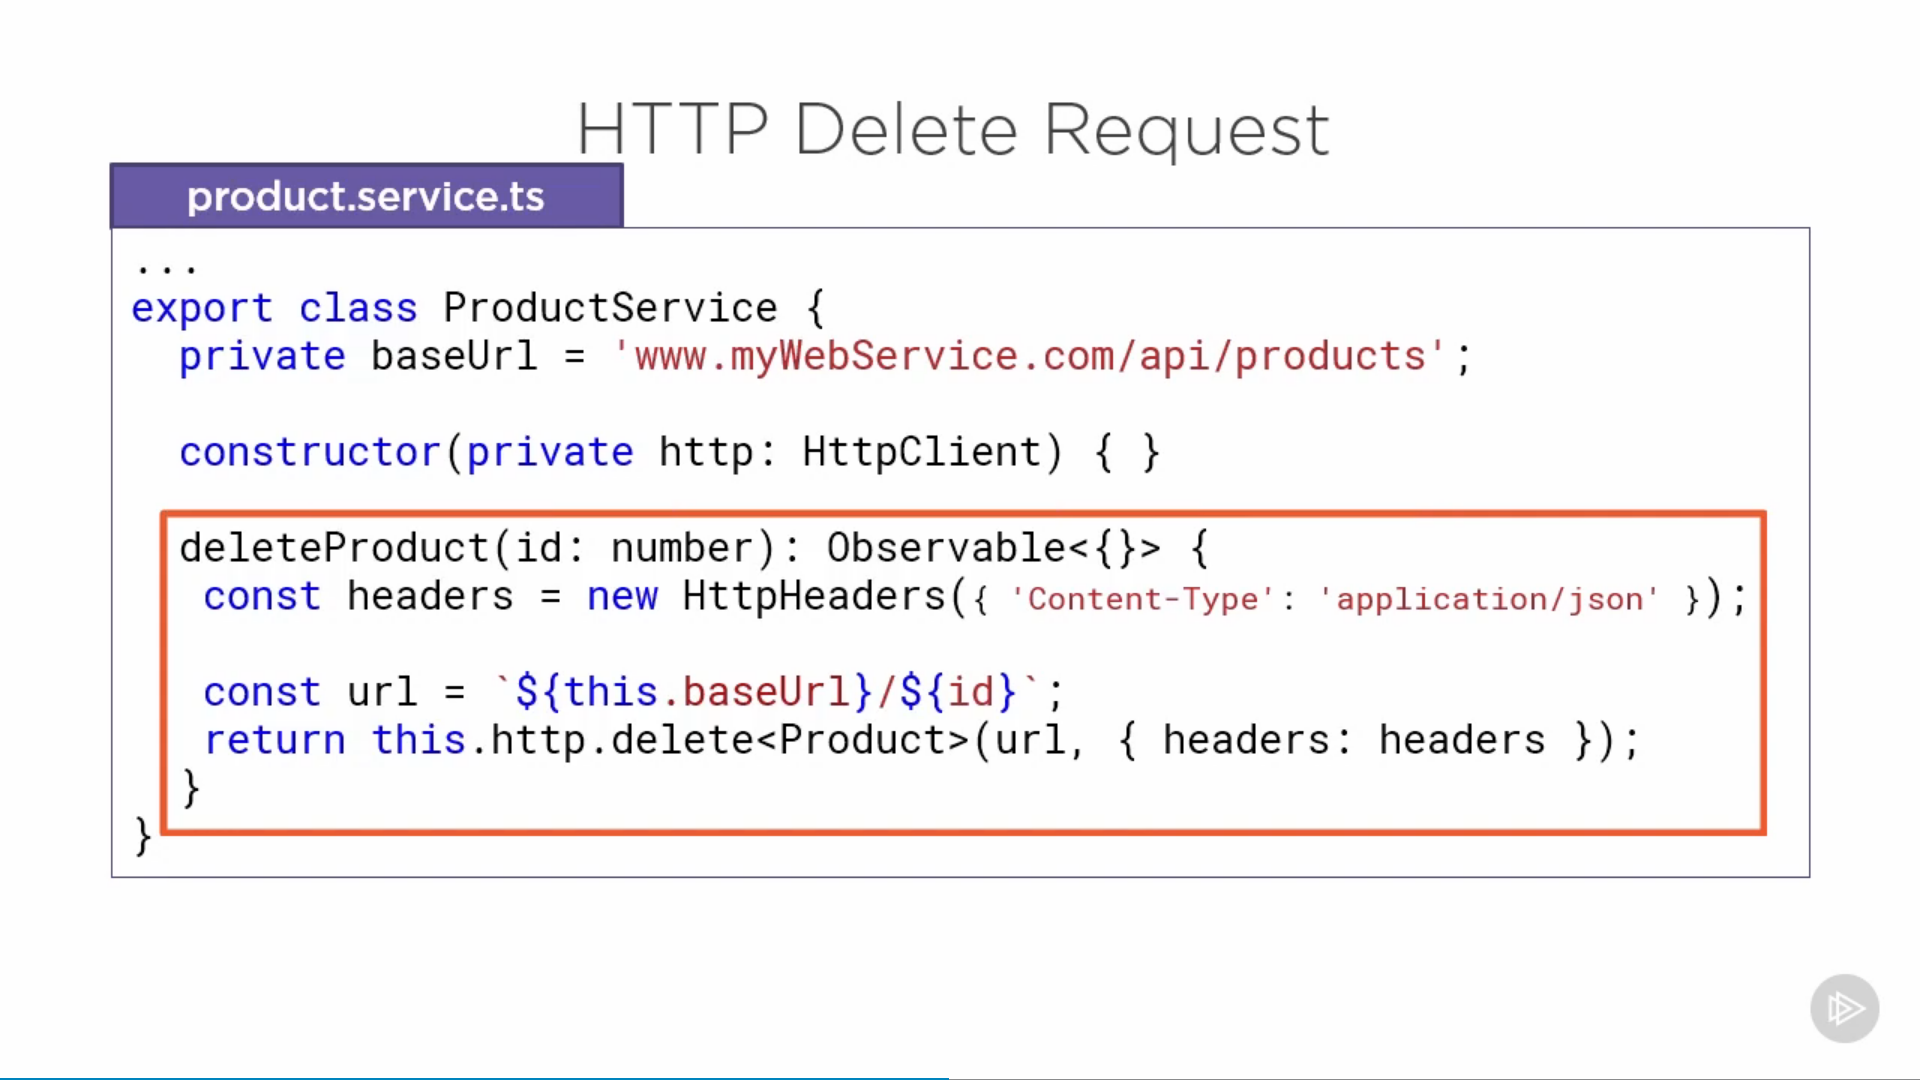 HTTP Delete Request
product.service.ts
...
export class ProductService {
private baseUrl = 'www.myWebService.com/api/products';
constructor(private http: HttpClient) { }
deleteProduct(id: number): Observable<{}> {
const headers = new HttpHeaders({ 'Content-Type': 'application/json' });
const url = `${this.baseUrl}/${id}`;
return this.http.delete<Product>(url, { headers: headers });
}
}